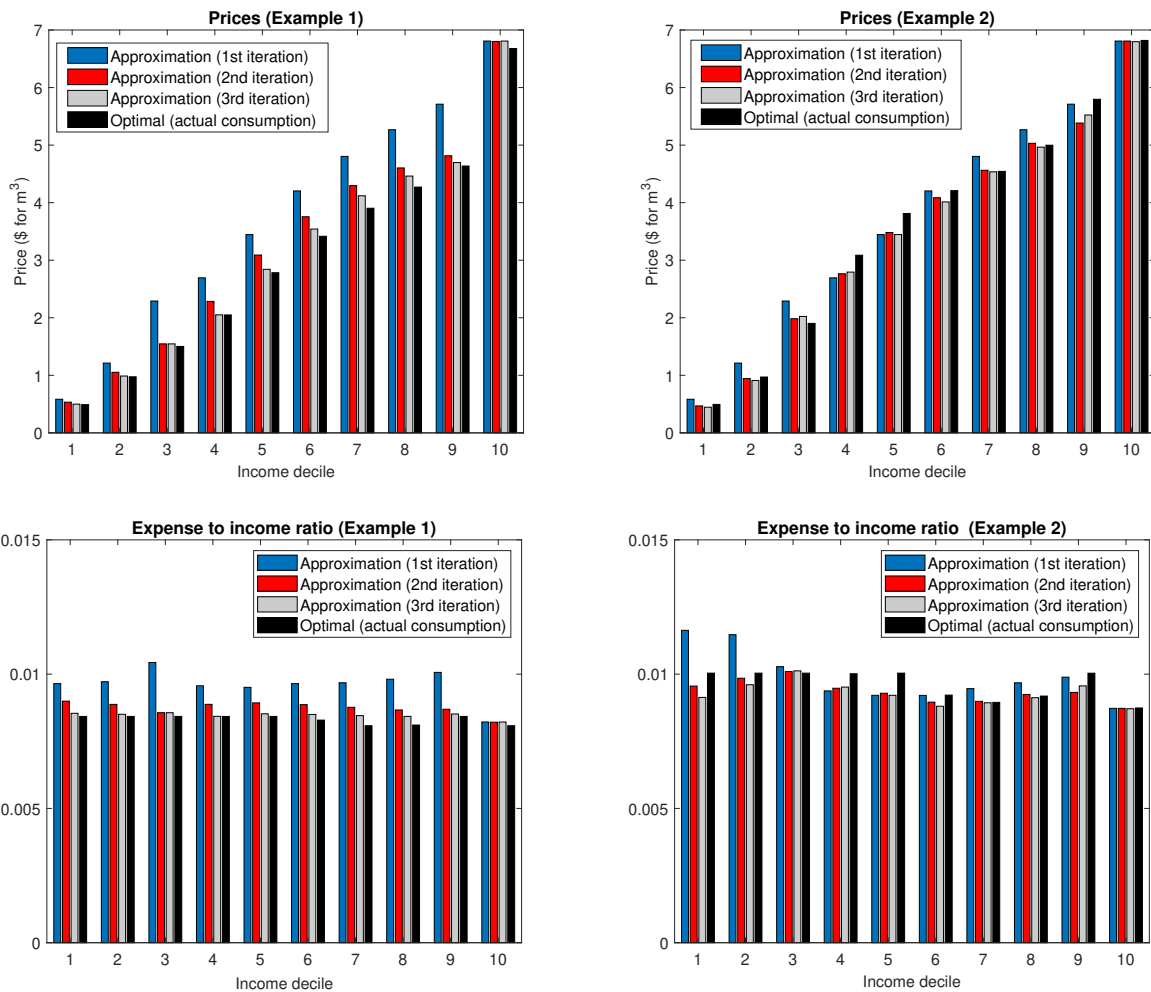 Prices (Example 1)
7
6
5
4
3
2
1
0
Price ($ for m³)
Approximation (1st iteration)
Approximation (2nd iteration)
Approximation (3rd iteration)
Optimal (actual consumption)
1 2 3 4 5 6 7 8 9 10
Income decile
Prices (Example 2)
7
6
5
4
3
2
1
0
Price ($ for m³)
Approximation (1st iteration)
Approximation (2nd iteration)
Approximation (3rd iteration)
Optimal (actual consumption)
1 2 3 4 5 6 7 8 9 10
Income decile
Expense to income ratio (Example 1)
0.015
0.01
0.005
0
Approximation (1st iteration)
Approximation (2nd iteration)
Approximation (3rd iteration)
Optimal (actual consumption)
1 2 3 4 5 6 7 8 9 10
Income decile
Expense to income ratio (Example 2)
0.015
0.01
0.005
0
Approximation (1st iteration)
Approximation (2nd iteration)
Approximation (3rd iteration)
Optimal (actual consumption)
1 2 3 4 5 6 7 8 9 10
Income decile